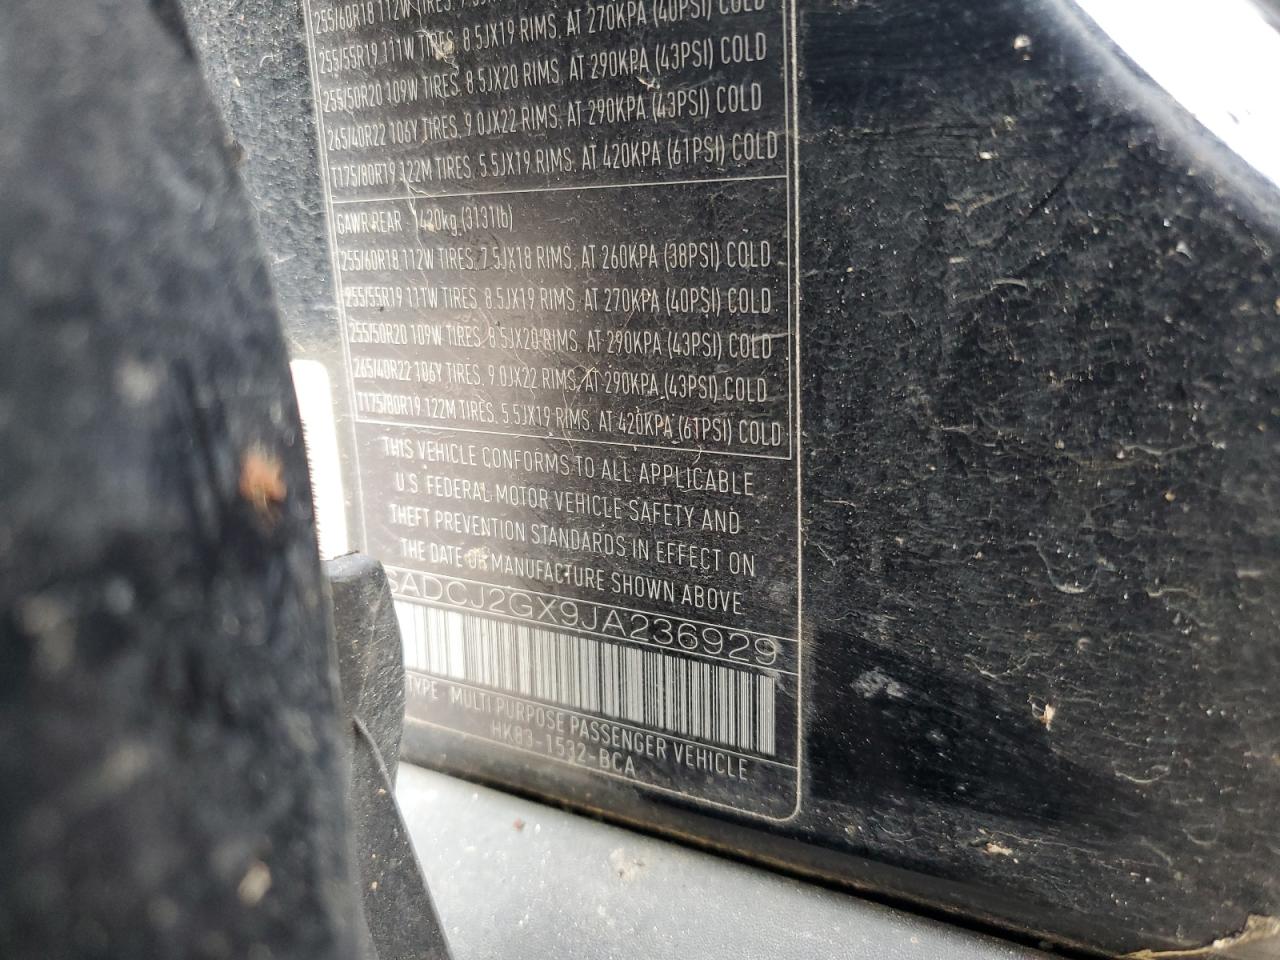 255/60R18 112W TIRES.
255/55R19 111W TIRES, 8.5JX19 RIMS, AT 270KPA (40PSI) COLD
255/50R20 109W TIRES, 8.5JX20 RIMS, AT 290KPA (43PSI) COLD
265/40R22 106Y TIRES, 9.0JX22 RIMS, AT 290KPA (43PSI) COLD
T175/80R19 122M TIRES, 5.5JX19 RIMS, AT 420KPA (61PSI) COLD
GAWR REAR - 1420kg (3131lb)
255/60R18 112W TIRES, 7.5JX18 RIMS, AT 260KPA (38PSI) COLD
255/55R19 111W TIRES, 8.5JX19 RIMS, AT 270KPA (40PSI) COLD
255/50R20 109W TIRES, 8.5JX20 RIMS, AT 290KPA (43PSI) COLD
265/40R22 106Y TIRES, 9.0JX22 RIMS, AT 290KPA (43PSI) COLD
T175/80R19 122M TIRES, 5.5JX19 RIMS, AT 420KPA (61PSI) COLD
THIS VEHICLE CONFORMS TO ALL APPLICABLE
U.S FEDERAL MOTOR VEHICLE SAFETY AND
THEFT PREVENTION STANDARDS IN EFFECT ON
THE DATE OF MANUFACTURE SHOWN ABOVE
SADCJ2GX9JA236929
TYPE : MULTI PURPOSE PASSENGER VEHICLE
HK83-1532-BCA